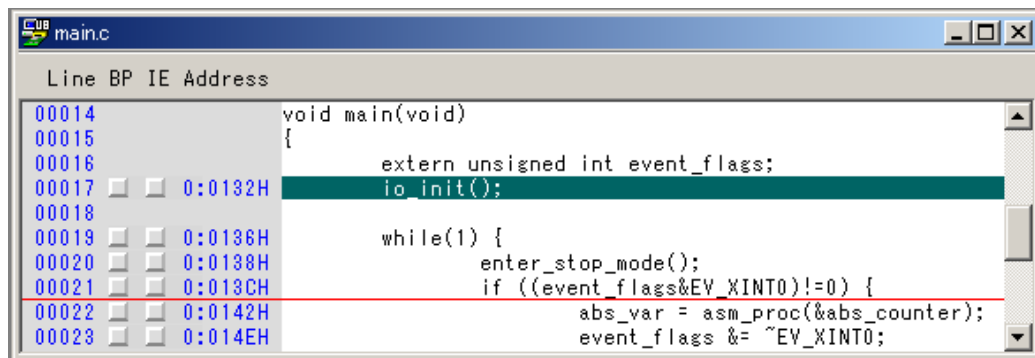 main.c
Line BP IE Address
00014 void main(void)
00015 {
00016 extern unsigned int event_flags;
00017 0:0132H io_init();
00018
00019 0:0136H while(1) {
00020 0:0138H enter_stop_mode();
00021 0:013CH if ((event_flags&EV_XINT0)!=0) {
00022 0:0142H abs_var = asm_proc(&abs_counter);
00023 0:014EH event_flags &= ~EV_XINT0;